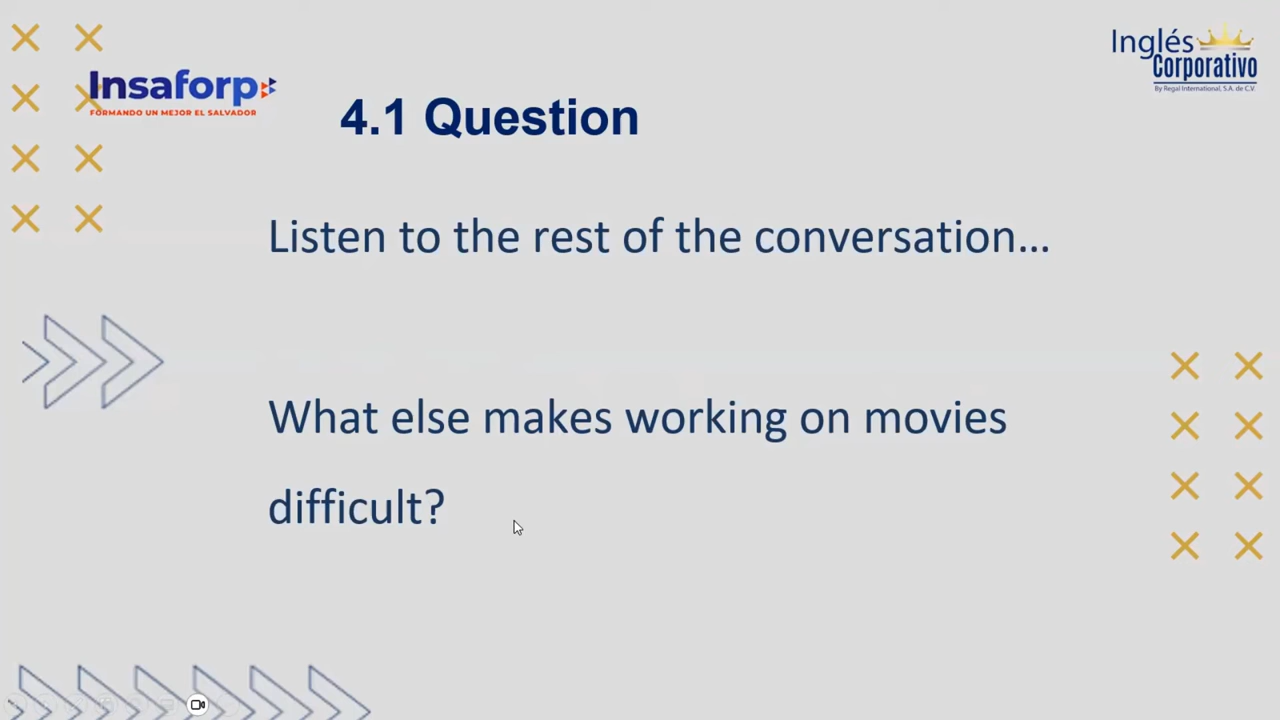 Insaforp
FORMANDO UN MEJOR EL SALVADOR
Inglés
Corporativo
By Regal International, S.A. de C.V.
4.1 Question
Listen to the rest of the conversation...
What else makes working on movies
difficult?